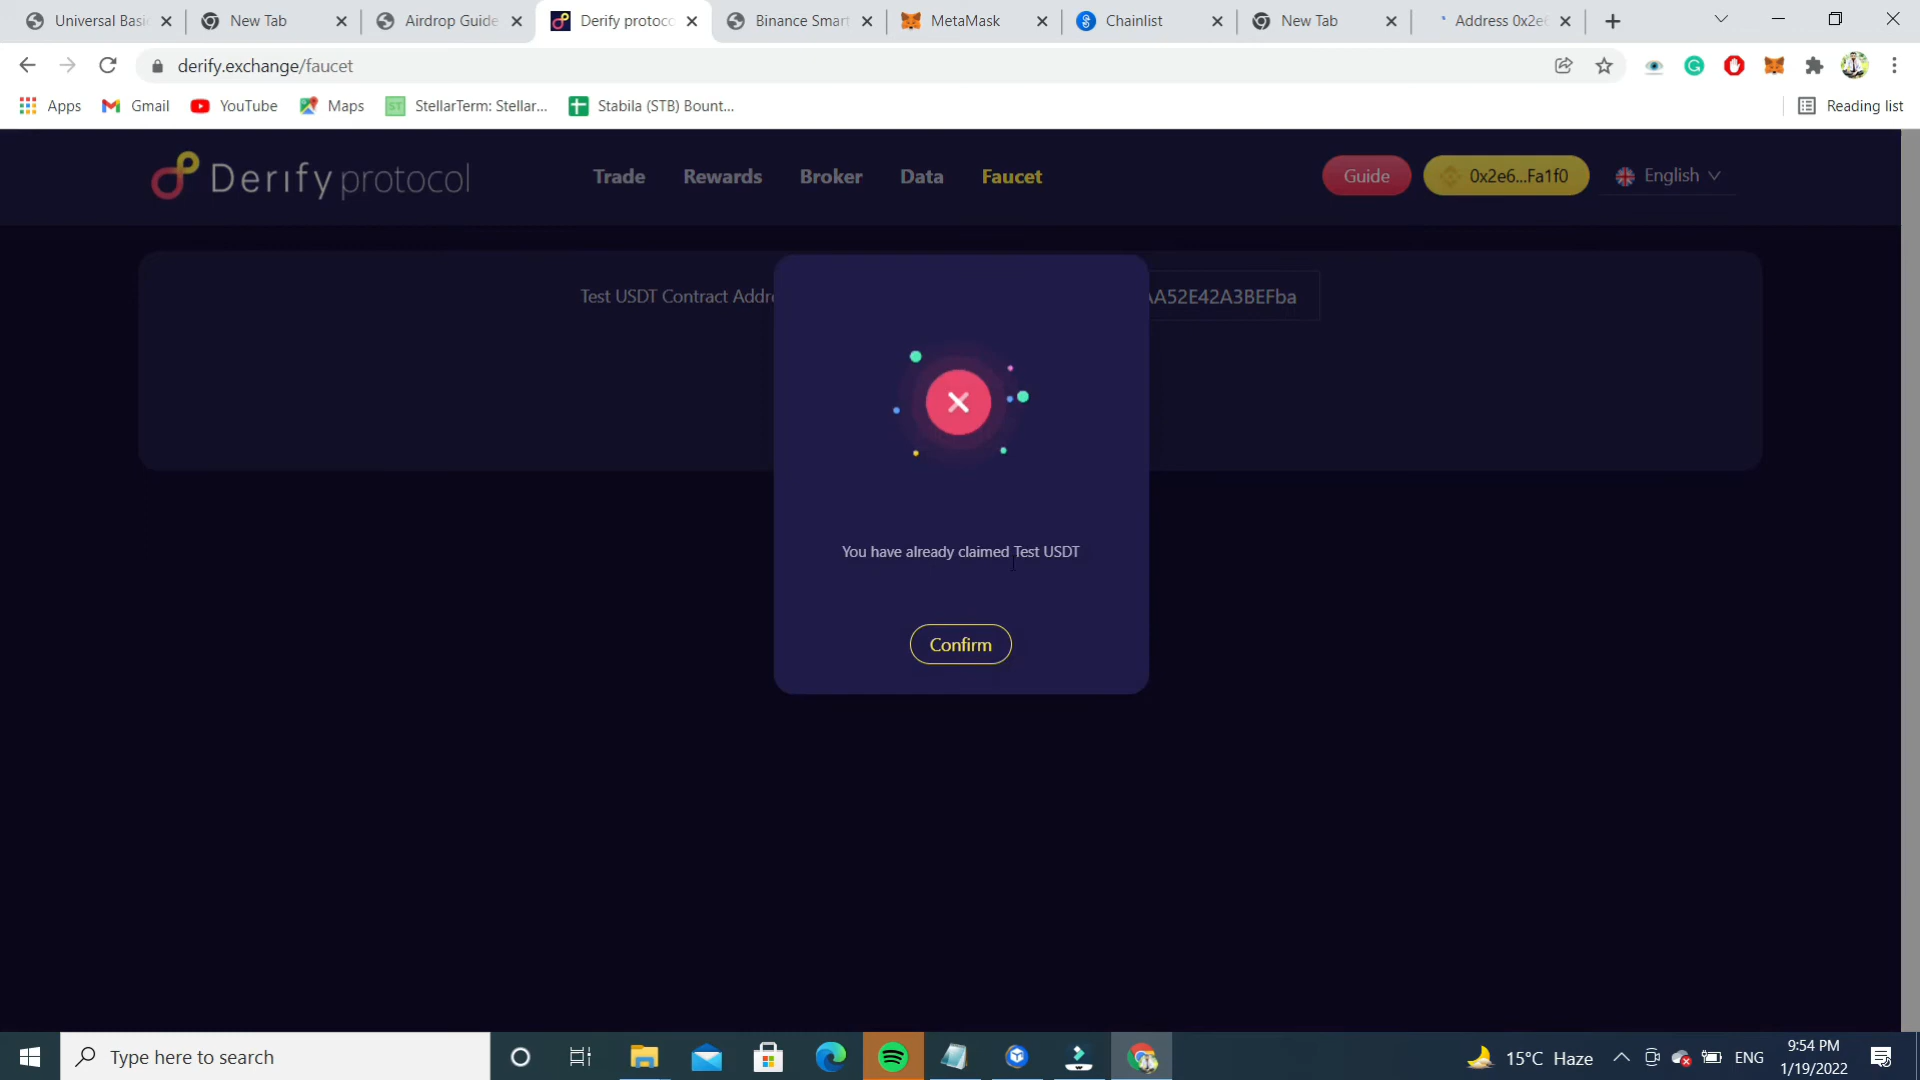 Universal Basi
New Tab
Airdrop Guide
Derify protoco
Binance Smart
MetaMask
Chainlist
New Tab
Address 0x2e6
derify.exchange/faucet
Apps
Gmail
YouTube
Maps
StellarTerm: Stellar...
Stabila (STB) Bount...
Reading list
Derify protocol
Trade
Rewards
Broker
Data
Faucet
Guide
0x2e6...Fa1f0
English
Test USDT Contract Addre
AA52E42A3BEFba
You have already claimed Test USDT
Confirm
Type here to search
15°C Haze
ENG
9:54 PM
1/19/2022